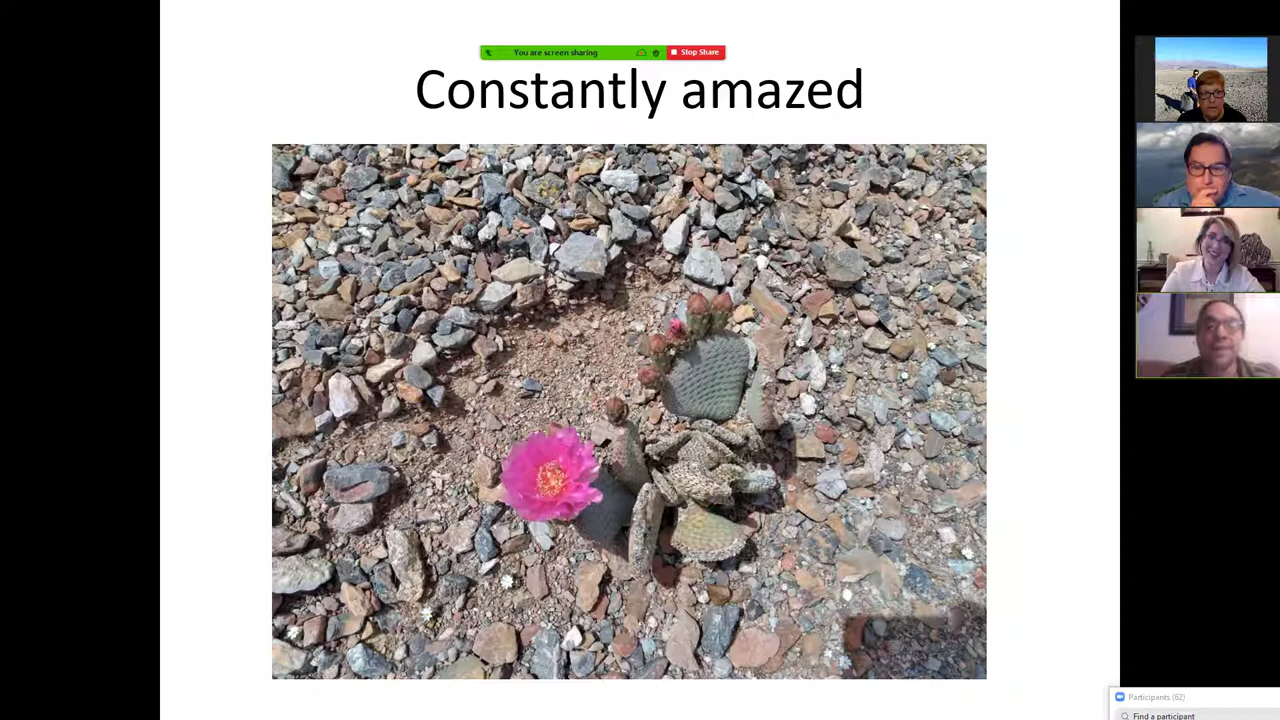 You are screen sharing
Stop Share
Constantly amazed
Participants (62)
Find a participant